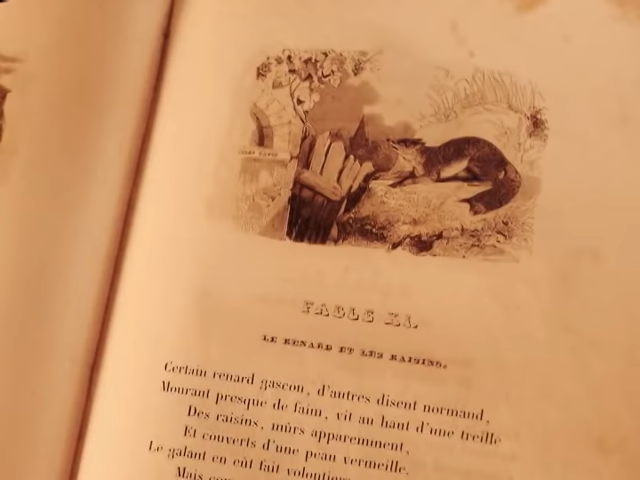 FABLE XI.
LE RENARD ET LES RAISINS.
Certain renard gascon, d'autres disent normand,
Mourant presque de faim, vit au haut d'une treille
Des raisins, mûrs apparemment,
Et couverts d'une peau vermeille.
Le galant en eût fait
Mais